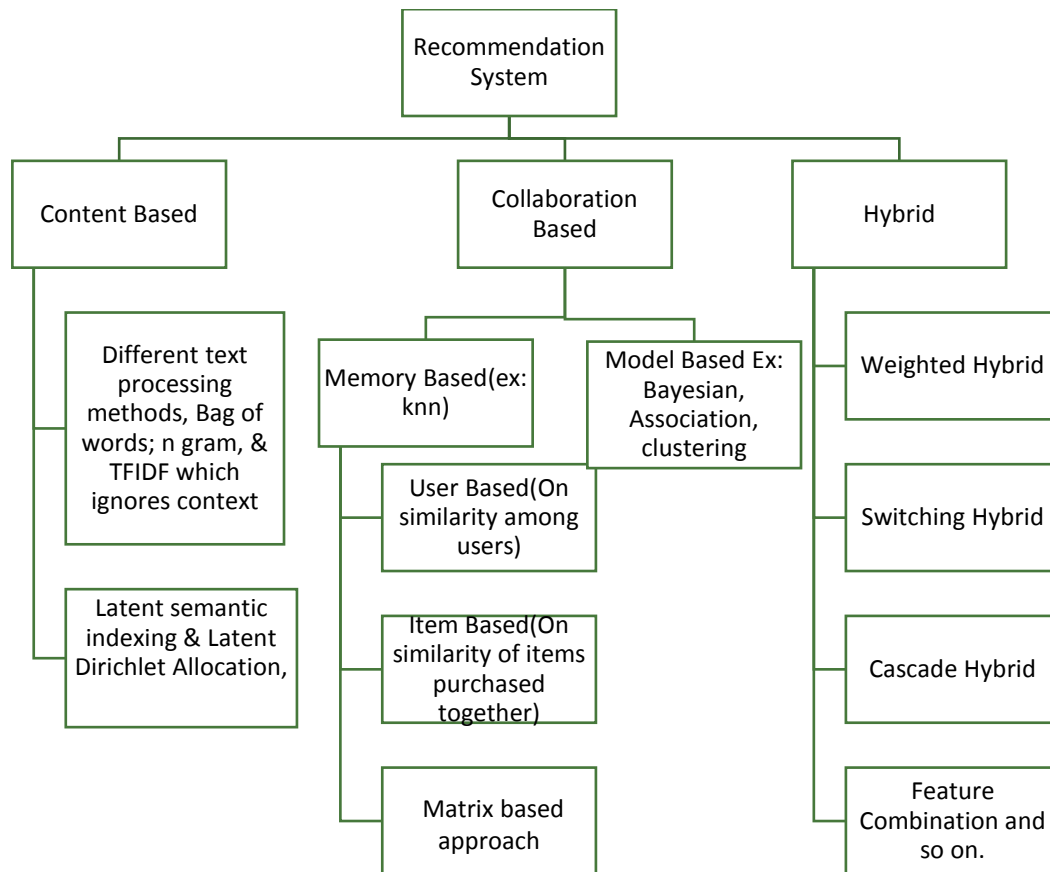 Recommendation
System
Content Based
Collaboration
Based
Hybrid
Different text
processing
methods, Bag of
words; n gram, &
TFIDF which
ignores context
Latent semantic
indexing & Latent
Dirichlet Allocation,
Memory Based(ex:
knn)
User Based(On
similarity among
users)
Item Based(On
similarity of items
purchased
together)
Matrix based
approach
Model Based Ex:
Bayesian,
Association,
clustering
Weighted Hybrid
Switching Hybrid
Cascade Hybrid
Feature
Combination and
so on.